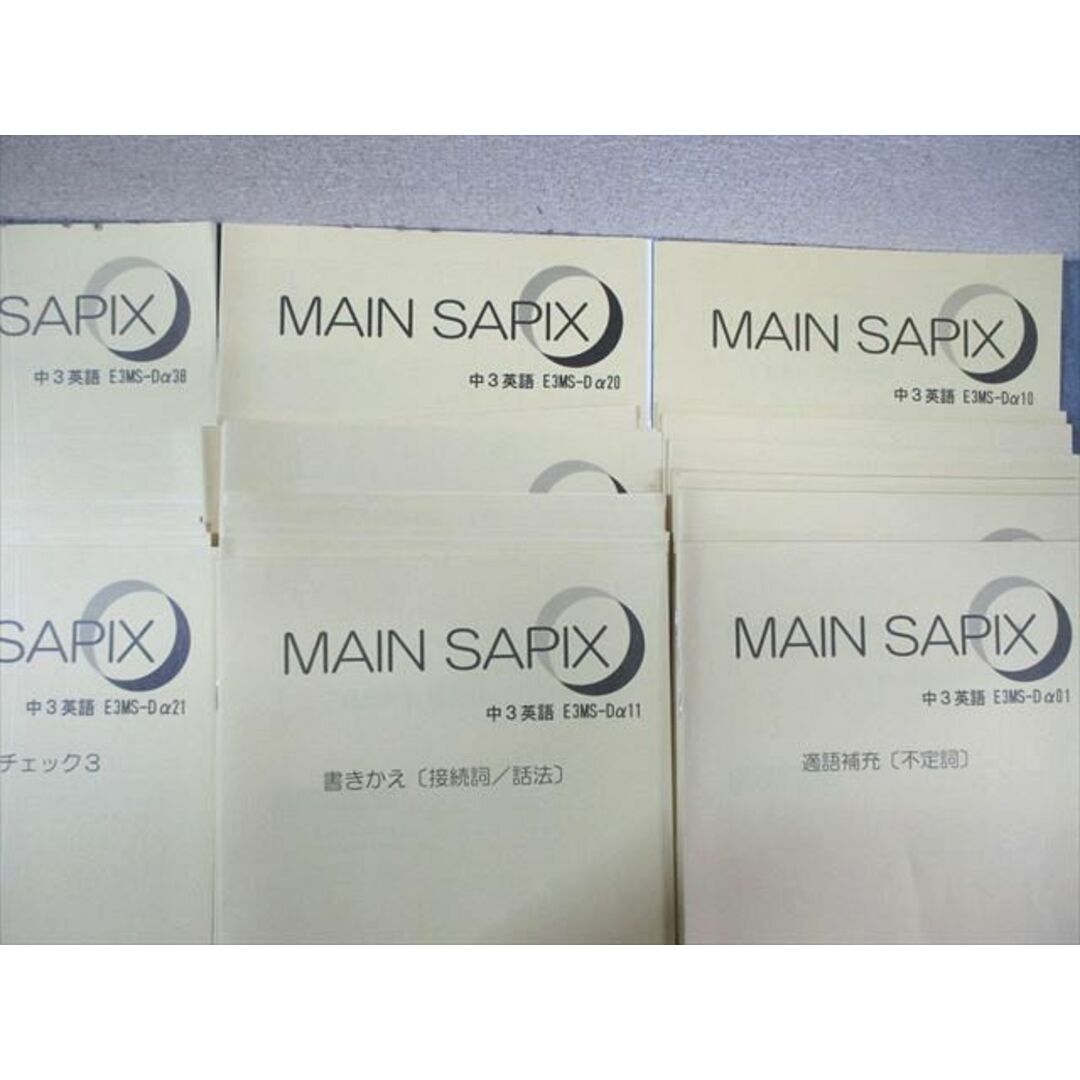 SAPIX
中3英語 E3MS-Dα38
MAIN SAPIX
中3英語 E3MS-Dα20
MAIN SAPIX
中3英語 E3MS-Dα10
SAPIX
中3英語 E3MS-Dα21
チェック3
MAIN SAPIX
中3英語 E3MS-Dα11
書きかえ〔接続詞／話法〕
MAIN SAPIX
中3英語 E3MS-Dα01
適語補充〔不定詞〕